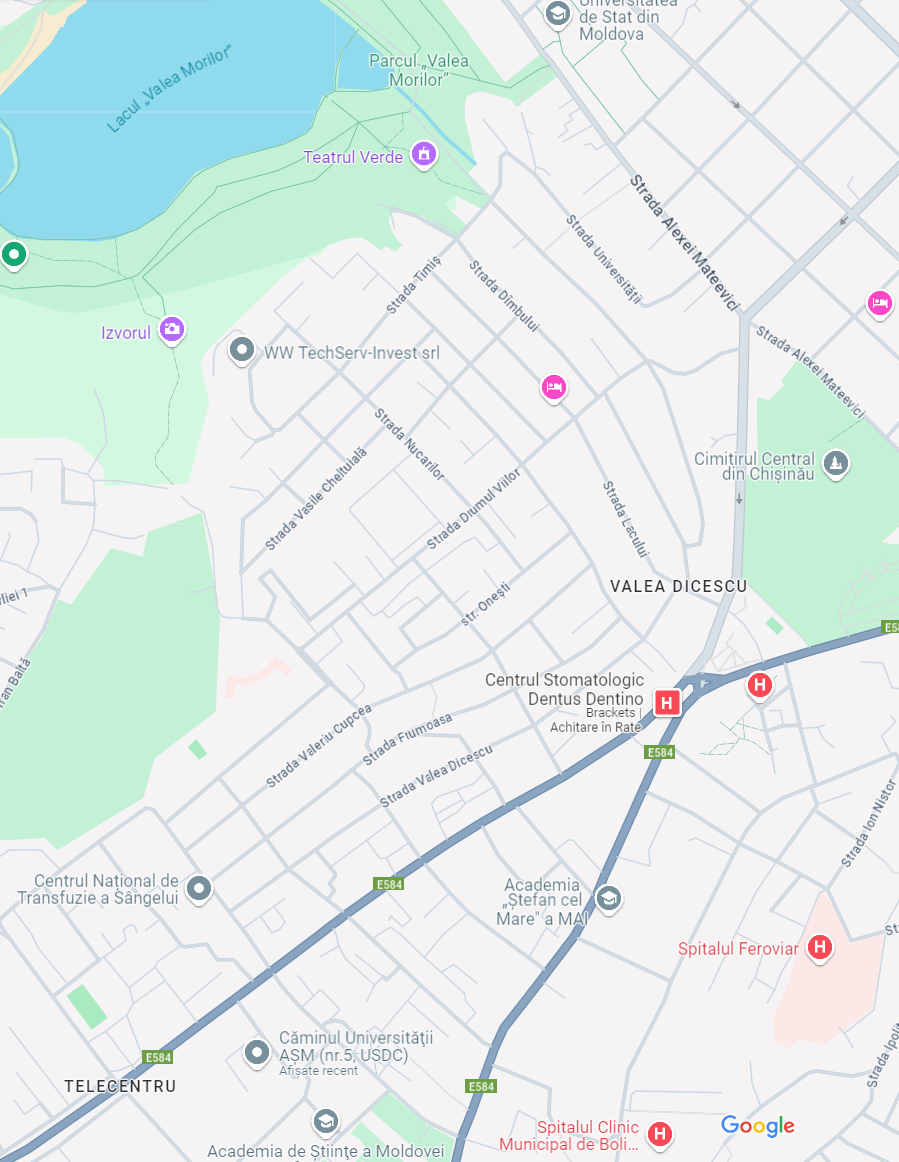 Universitatea
de Stat din
Moldova
Parcul „Valea
Morilor”
Lacul „Valea Morilor”
Teatrul Verde
Strada Alexei Mateevici
Strada Universității
Strada Timiș
Strada Dîmbului
Izvorul
WW TechServ-Invest srl
Strada Alexei Mateevici
Strada Nucarilor
Strada Vasile Cheltuială
Cimitirul Central
din Chișinău
Strada Drumul Viilor
Strada Lacului
VALEA DICESCU
str. Onești
E584
Centrul Stomatologic
Dentus Dentino
Brackets |
Achitare în Rate
Strada Valeriu Cupcea
Strada Frumoasa
E584
Strada Valea Dicescu
Strada Ion Nistor
Centrul Național de
Transfuzie a Sângelui
E584
Academia
„Ștefan cel
Mare" a MAI
Spitalul Feroviar
Căminul Universității
AȘM (nr.5, USDC)
Afișate recent
E584
TELECENTRU
E584
Academia de Științe a Moldovei
Spitalul Clinic
Municipal de Boli...
Google